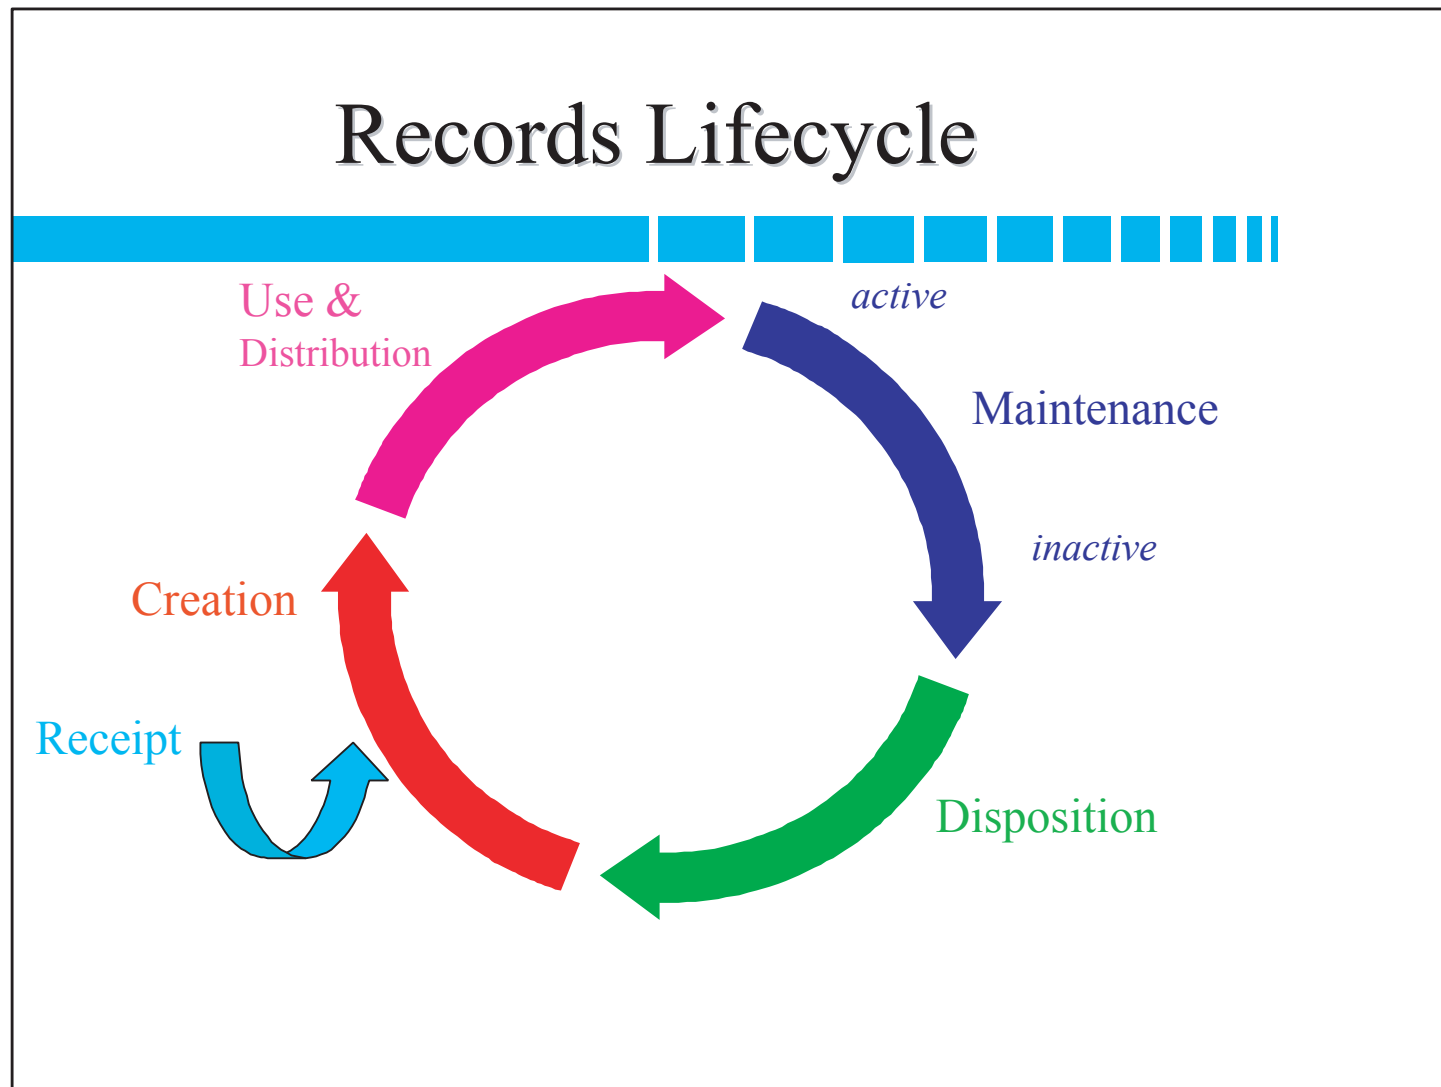 Records Lifecycle
Use &
Distribution
active
Maintenance
inactive
Creation
Receipt
Disposition